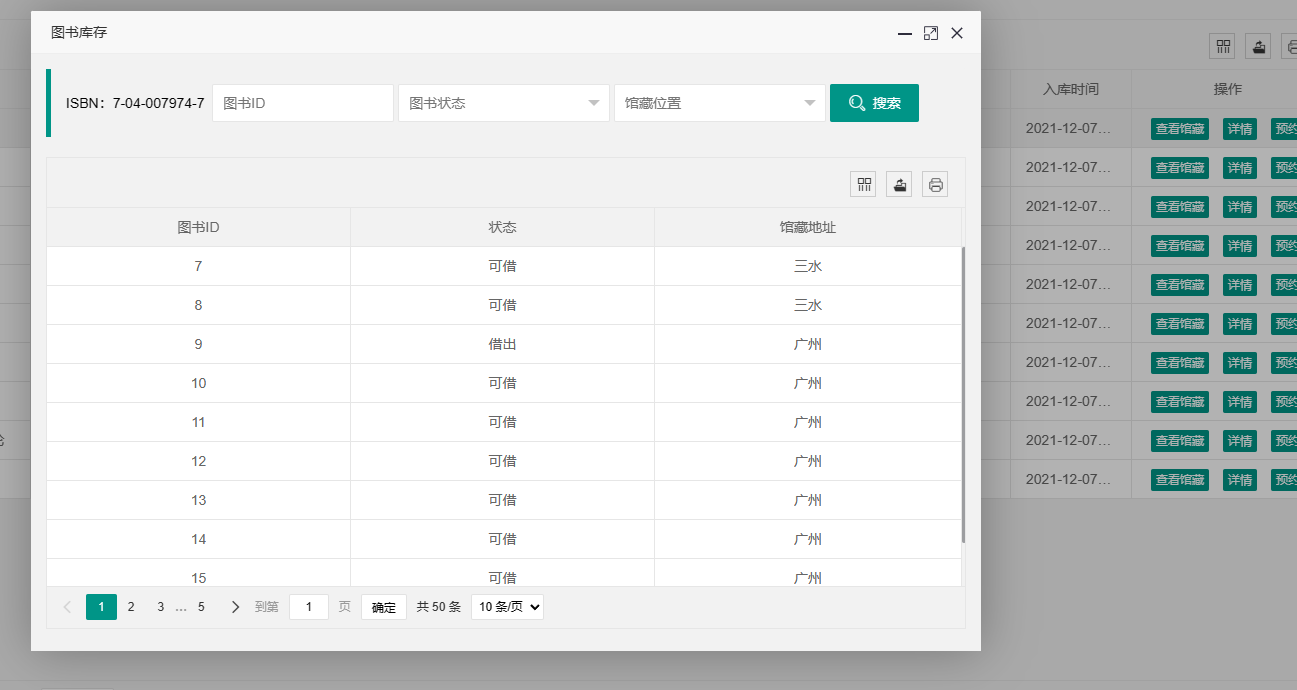 图书库存
ISBN：7-04-007974-7 图书ID 图书状态 馆藏位置 搜索
图书ID 状态 馆藏地址
7 可借 三水
8 可借 三水
9 借出 广州
10 可借 广州
11 可借 广州
12 可借 广州
13 可借 广州
14 可借 广州
15 可借 广州
1 2 3 … 5 到第 1 页 确定 共 50 条 10 条/页
入库时间 操作
2021-12-07... 查看馆藏 详情 预约
2021-12-07... 查看馆藏 详情 预约
2021-12-07... 查看馆藏 详情 预约
2021-12-07... 查看馆藏 详情 预约
2021-12-07... 查看馆藏 详情 预约
2021-12-07... 查看馆藏 详情 预约
2021-12-07... 查看馆藏 详情 预约
2021-12-07... 查看馆藏 详情 预约
2021-12-07... 查看馆藏 详情 预约
2021-12-07... 查看馆藏 详情 预约